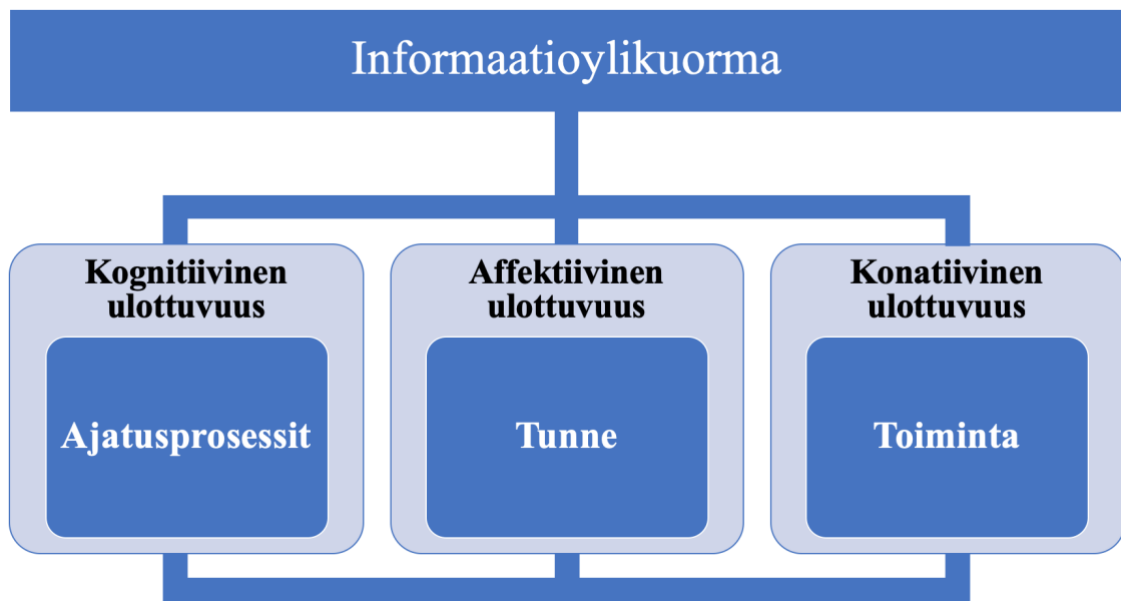 Informaatioylikuorma
Kognitiivinen
ulottuvuus
Ajatusprosessit
Affektiivinen
ulottuvuus
Tunne
Konatiivinen
ulottuvuus
Toiminta